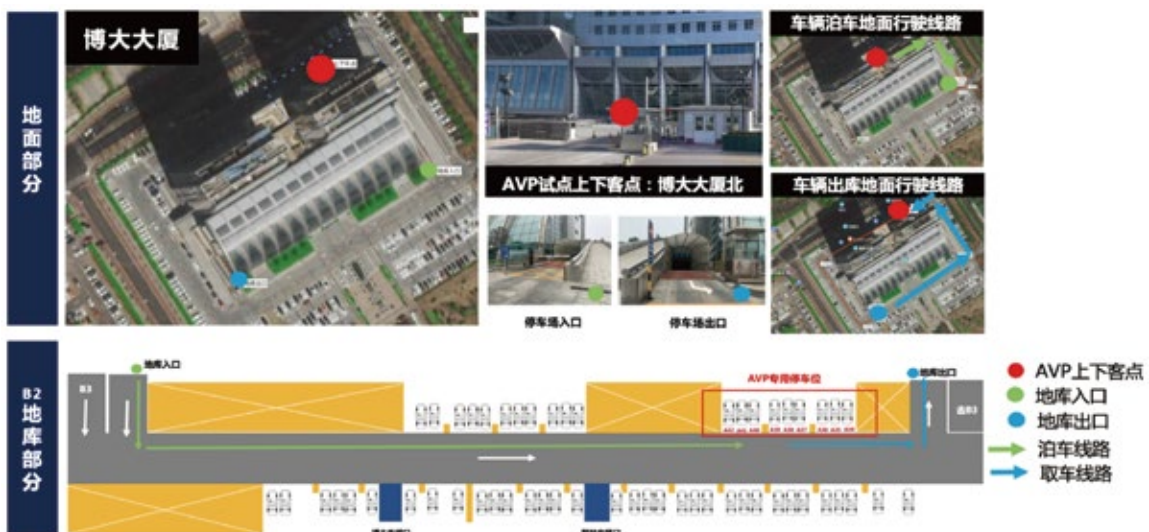 地面部分
博大大厦
地库入口
AVP试点上下客点：博大大厦北
停车场入口
停车场出口
车辆泊车地面行驶线路
车辆出库地面行驶线路
B2地库部分
B3
地库入口
AVP专用停车位
地库出口
AVP上下客点
地库入口
地库出口
泊车线路
取车线路